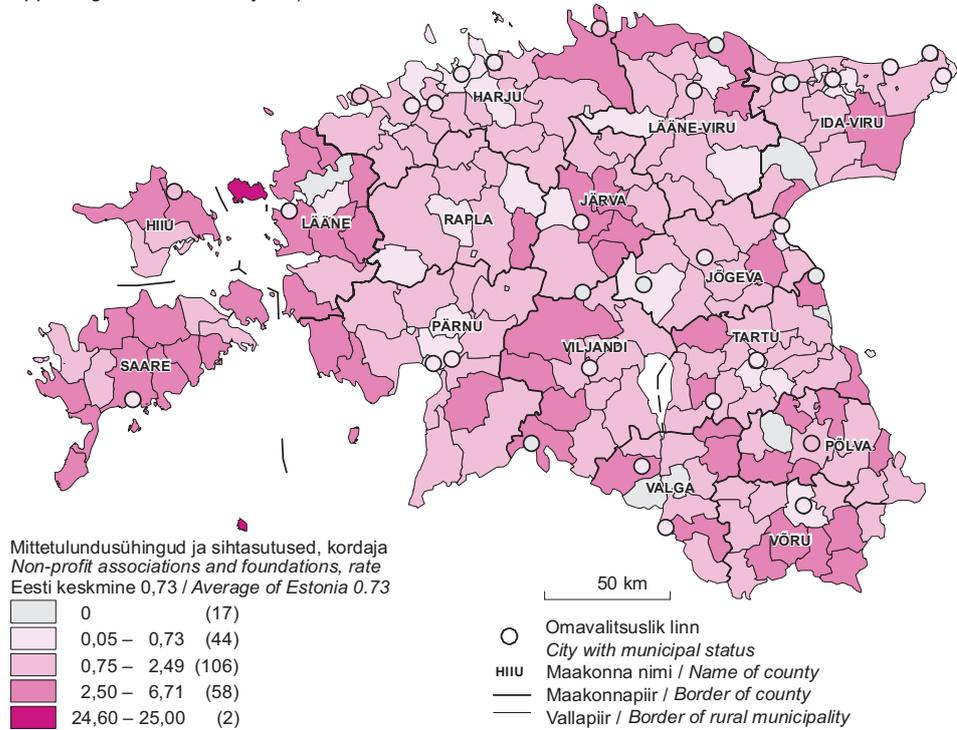 HARJU
LÄÄNE-VIRU
IDA-VIRU
HIIU
LÄÄNE
RAPLA
JÄRVA
JÕGEVA
PÄRNU
VILJANDI
TARTU
SAARE
PÕLVA
VALGA
VÕRU
Mittetulundusühingud ja sihtasutused, kordaja
Non-profit associations and foundations, rate
Eesti keskmine 0,73 / Average of Estonia 0.73
0 (17)
0,05 – 0,73 (44)
0,75 – 2,49 (106)
2,50 – 6,71 (58)
24,60 – 25,00 (2)
50 km
Omavalitsuslik linn
City with municipal status
HIIU Maakonna nimi / Name of county
Maakonnapiir / Border of county
Vallapiir / Border of rural municipality